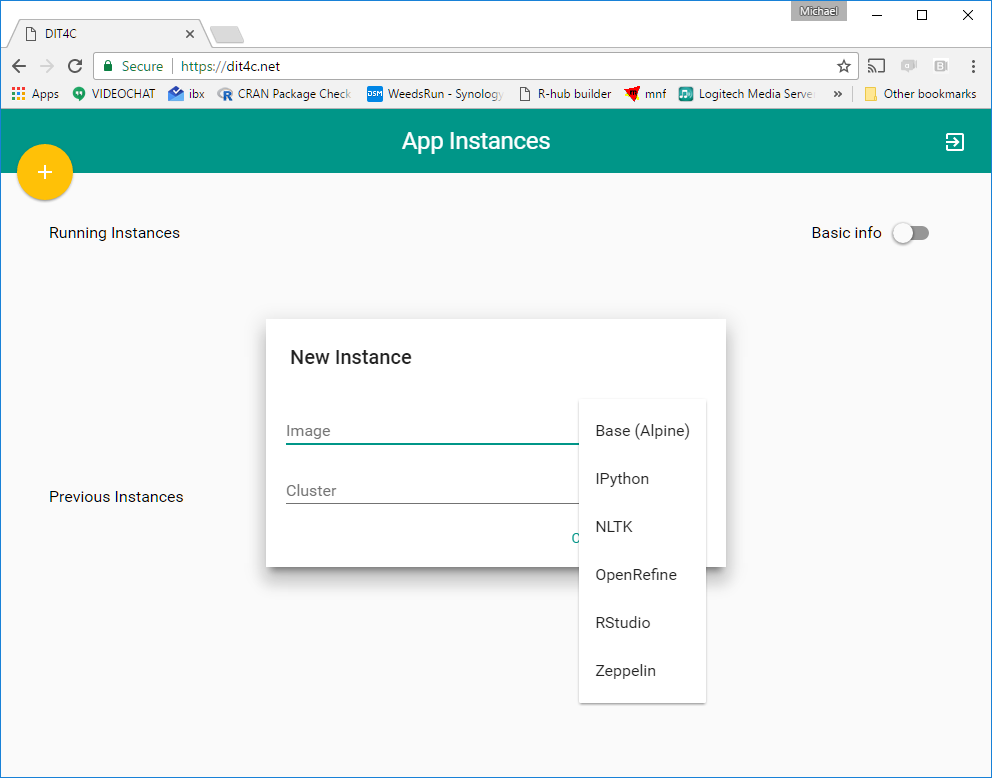 Michael
DIT4C
Secure https://dit4c.net
Apps VIDEOCHAT ibx CRAN Package Check WeedsRun - Synology R-hub builder mnf Logitech Media Serve » Other bookmarks
App Instances
Running Instances Basic info
New Instance
Image
Cluster
Previous Instances
Base (Alpine)
IPython
NLTK
OpenRefine
RStudio
Zeppelin